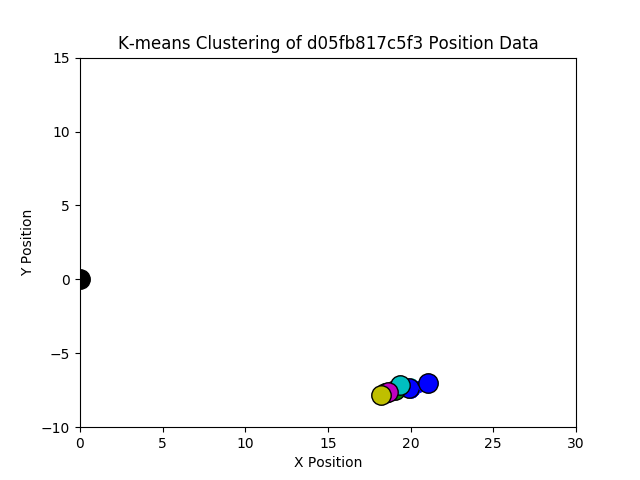 K-means Clustering of d05fb817c5f3 Position Data
15
10
5
0
−5
−10
Y Position
0 5 10 15 20 25 30
X Position